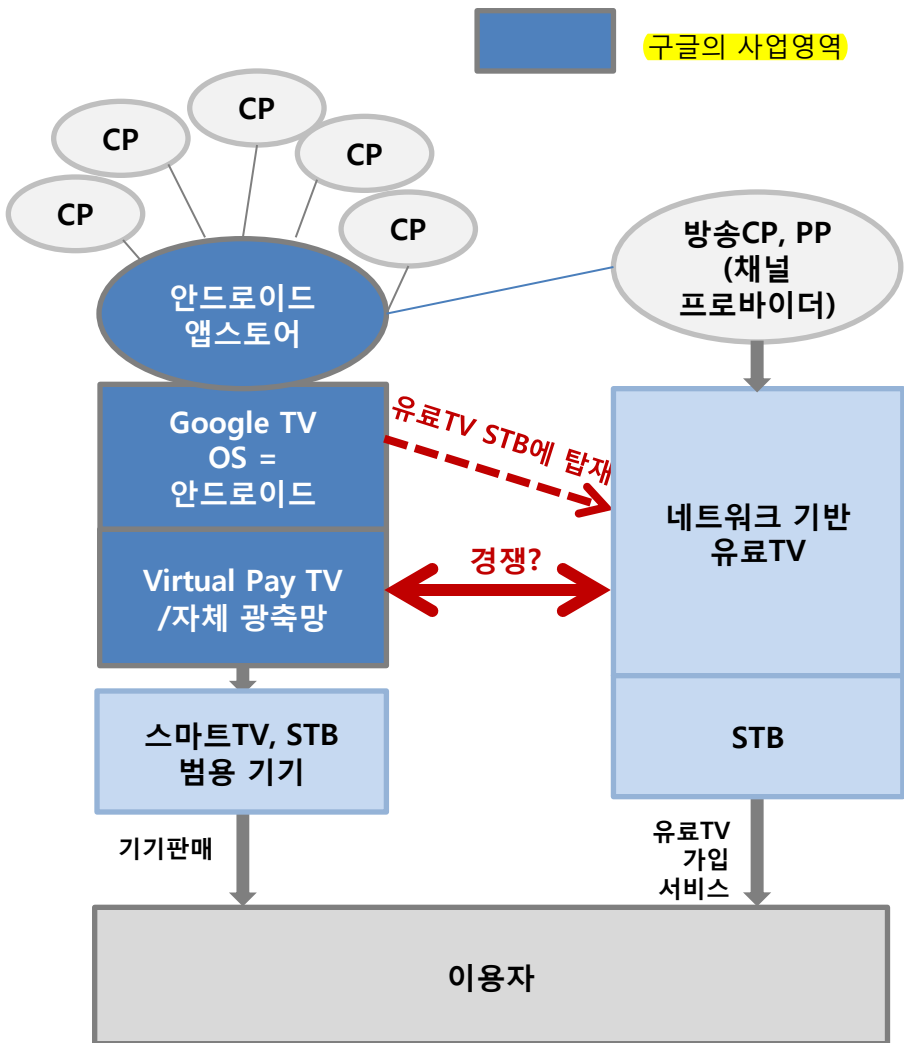 구글의 사업영역
CP
CP
CP
CP
CP
안드로이드
앱스토어
방송CP, PP
(채널
프로바이더)
Google TV
OS =
안드로이드
유료TV STB에 탑재
네트워크 기반
유료TV
경쟁?
Virtual Pay TV
/자체 광축망
스마트TV, STB
범용 기기
STB
기기판매
유료TV
가입
서비스
이용자